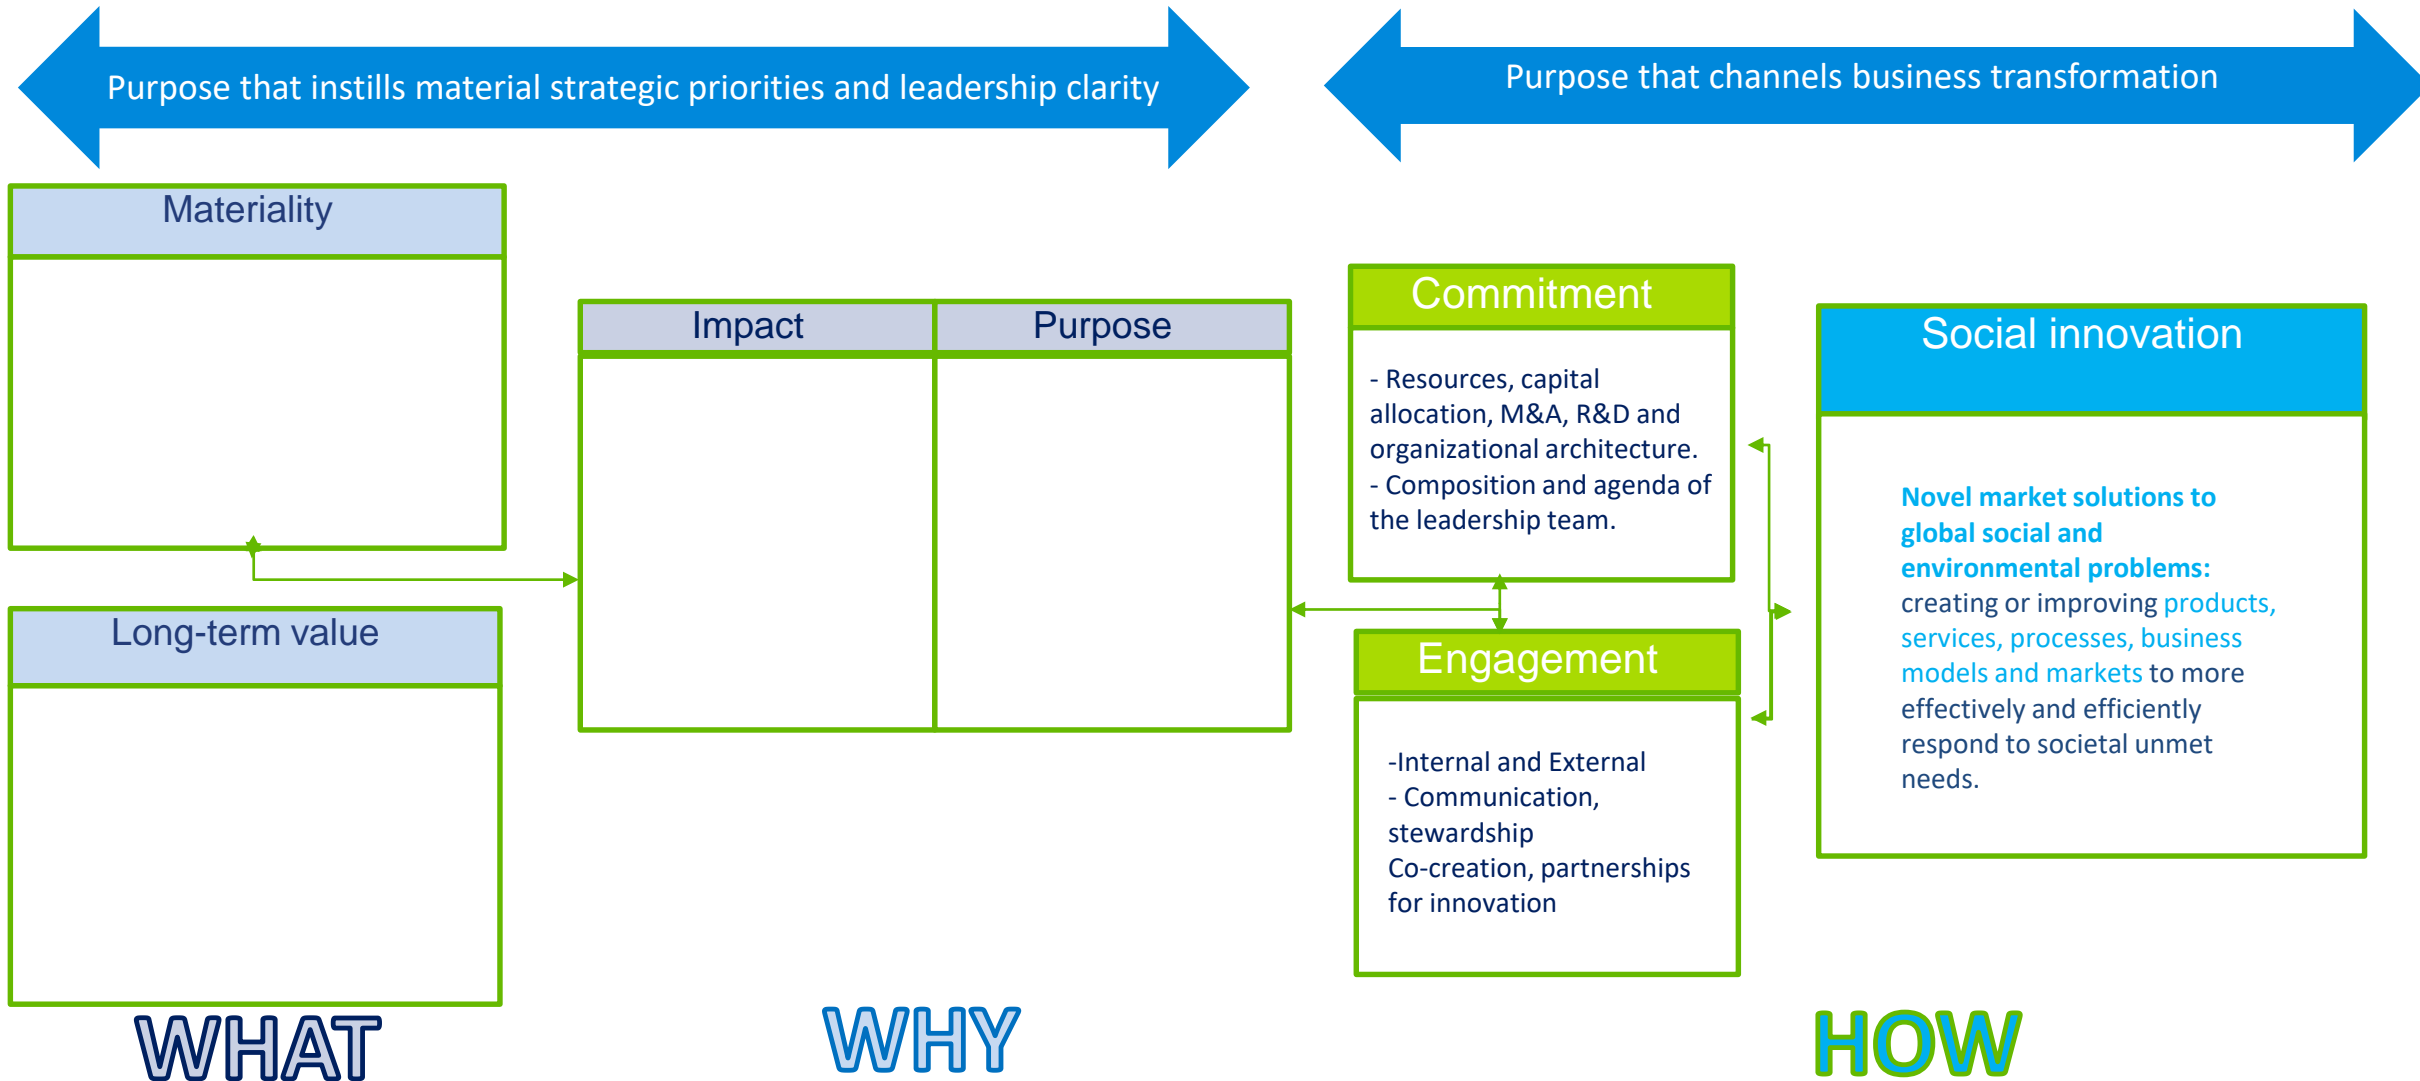 Purpose that instills material strategic priorities and leadership clarity
Purpose that channels business transformation
Materiality
Long-term value
Impact
Purpose
Commitment
- Resources, capital
allocation, M&A, R&D and
organizational architecture.
- Composition and agenda of
the leadership team.
Engagement
-Internal and External
- Communication,
stewardship
Co-creation, partnerships
for innovation
Social innovation
Novel market solutions to
global social and
environmental problems:
creating or improving products,
services, processes, business
models and markets to more
effectively and efficiently
respond to societal unmet
needs.
WHAT
WHY
HOW